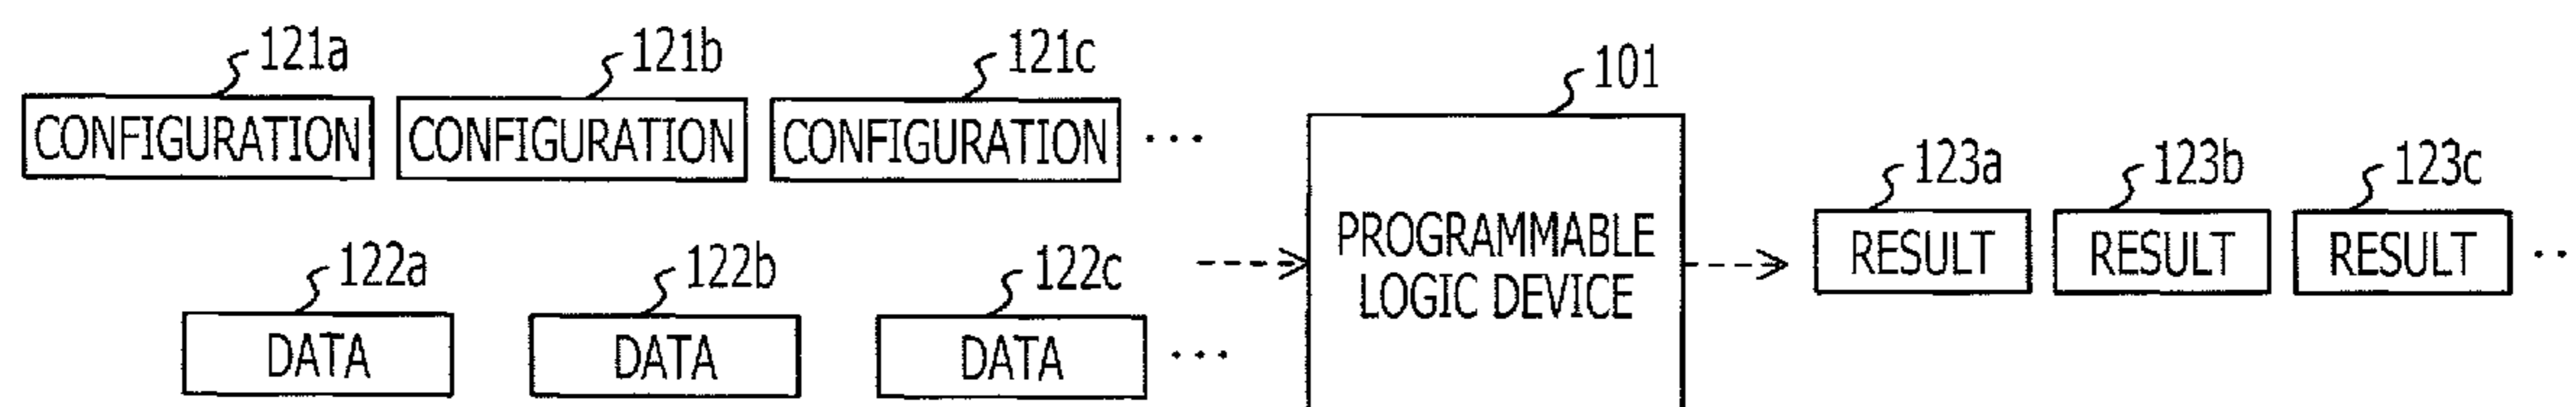 121a 121b 121c 101
CONFIGURATION CONFIGURATION CONFIGURATION ...
123a 123b 123c
PROGRAMMABLE
LOGIC DEVICE
RESULT RESULT RESULT ..
122a 122b 122c
DATA DATA DATA ...